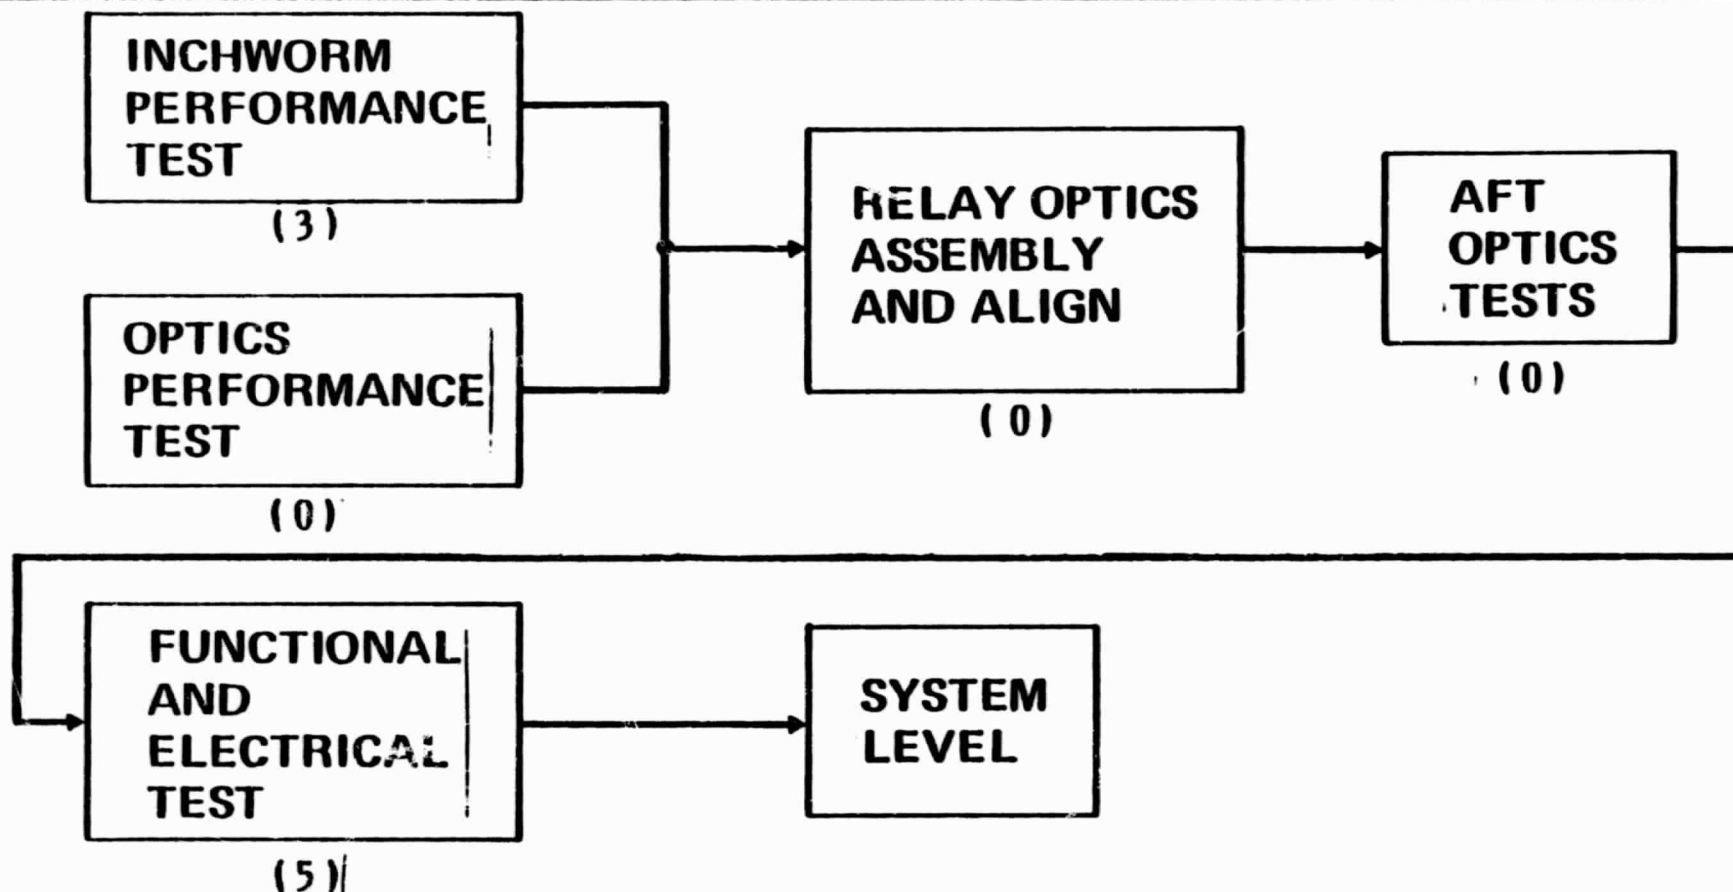 INCHWORM
PERFORMANCE
TEST
(3)
OPTICS
PERFORMANCE
TEST
(0)
RELAY OPTICS
ASSEMBLY
AND ALIGN
(0)
AFT
OPTICS
TESTS
(0)
FUNCTIONAL
AND
ELECTRICAL
TEST
(5)
SYSTEM
LEVEL